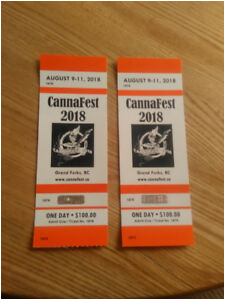 AUGUST 9-11, 2018
CannaFest
2018
Grand Forks, BC
www.cannafest.ca
ONE DAY • $100.00
AUGUST 9-11, 2018
CannaFest
2018
Grand Forks, BC
www.cannafest.ca
ONE DAY • $100.00